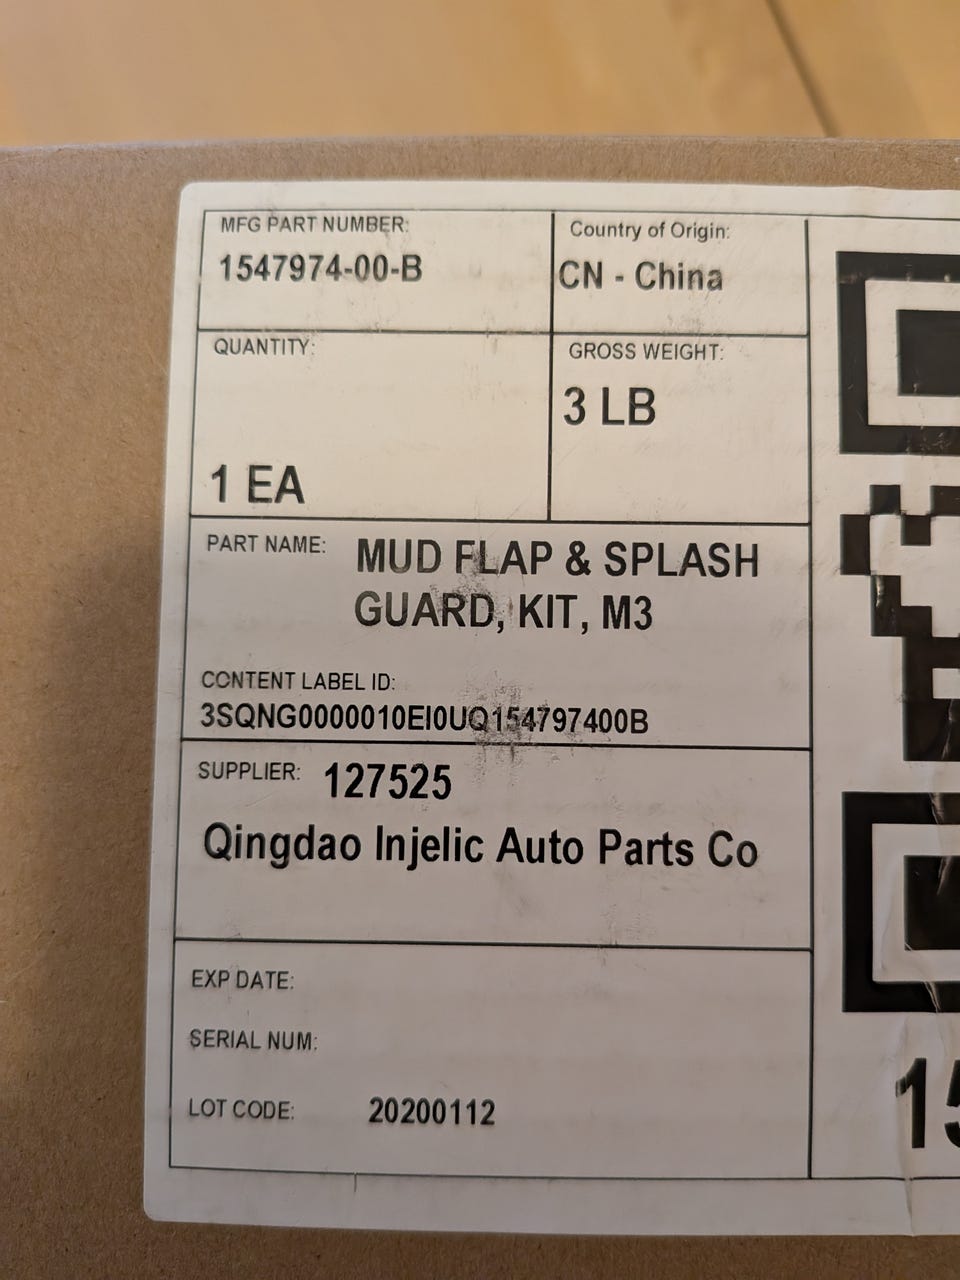 MFG PART NUMBER:
1547974-00-B
Country of Origin:
CN - China
QUANTITY:
1 EA
GROSS WEIGHT:
3 LB
PART NAME: MUD FLAP & SPLASH
GUARD, KIT, M3
CONTENT LABEL ID:
3SQNG0000010EI0UQ154797400B
SUPPLIER: 127525
Qingdao Injelic Auto Parts Co
EXP DATE:
SERIAL NUM:
LOT CODE: 20200112